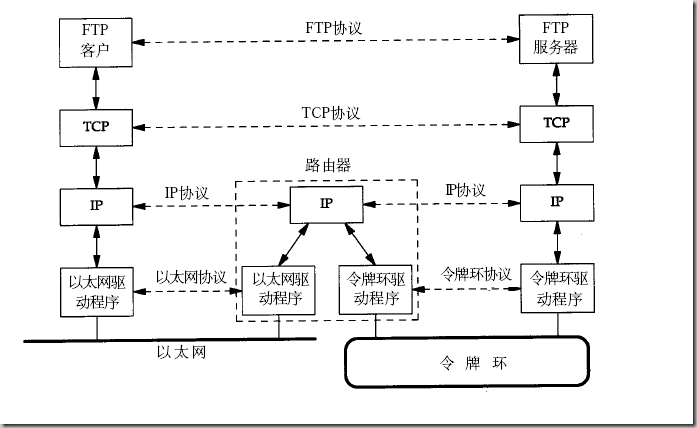 FTP
客户
FTP协议
FTP
服务器
TCP
TCP协议
TCP
路由器
IP
IP协议
IP
IP协议
IP
以太网驱
动程序
以太网协议
以太网驱
动程序
令牌环驱
动程序
令牌环协议
令牌环驱
动程序
以太网
令牌环